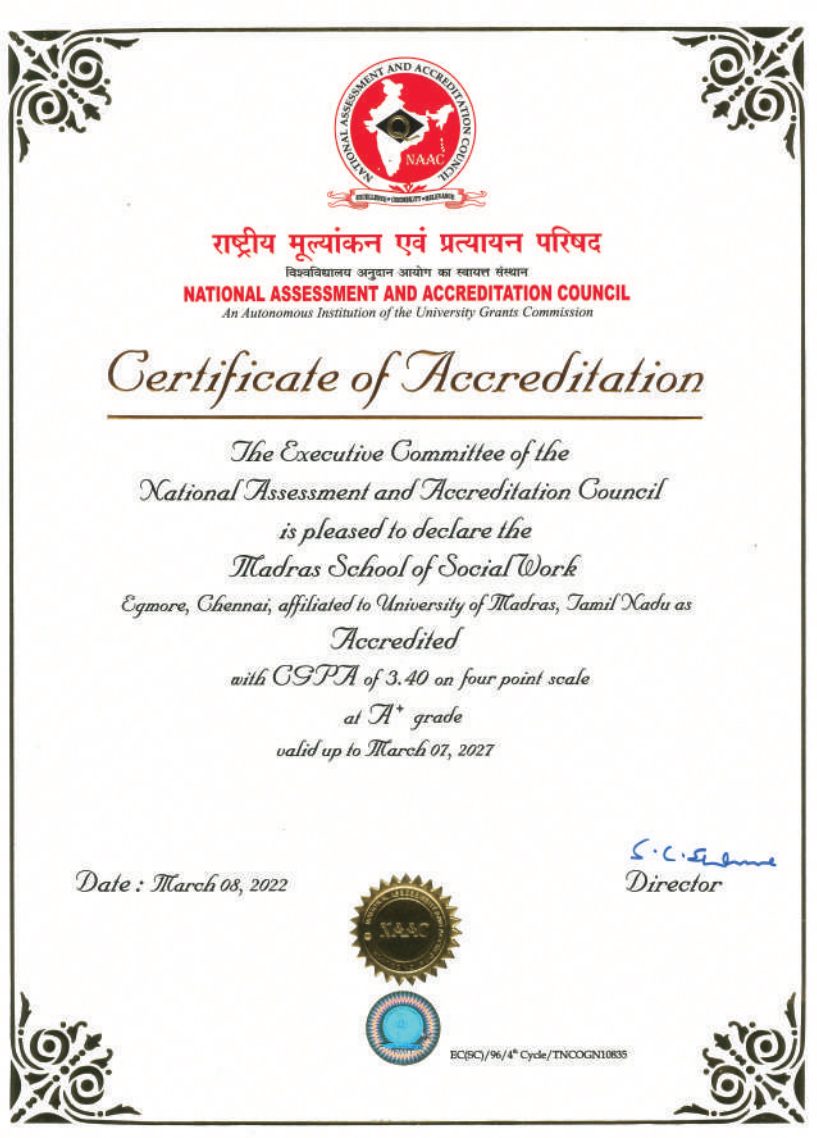 NATIONAL ASSESSMENT AND ACCREDITATION COUNCIL
NAAC
EXCELLENCE • CREDIBILITY • RELEVANCE
राष्ट्रीय मूल्यांकन एवं प्रत्यायन परिषद
विश्वविद्यालय अनुदान आयोग का स्वायत्त संस्थान
NATIONAL ASSESSMENT AND ACCREDITATION COUNCIL
An Autonomous Institution of the University Grants Commission
Certificate of Accreditation
The Executive Committee of the
National Assessment and Accreditation Council
is pleased to declare the
Madras School of Social Work
Egmore, Chennai, affiliated to University of Madras, Tamil Nadu as
Accredited
with CGPA of 3.40 on four point scale
at A⁺ grade
valid up to March 07, 2027
Date : March 08, 2022
Director
NAAC
EC(SC)/96/4ᵗʰ Cycle/TNCOGN10835